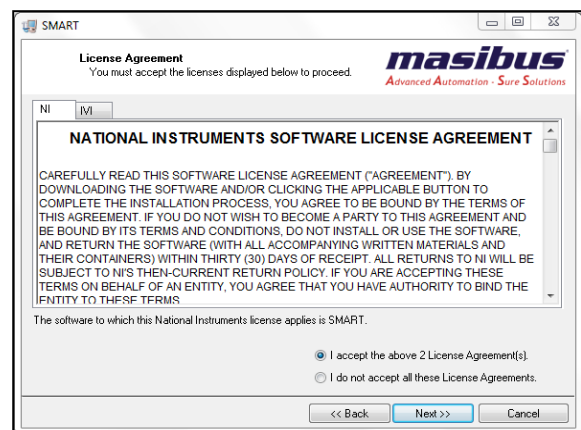 SMART
License Agreement
You must accept the licenses displayed below to proceed.
masibus
Advanced Automation - Sure Solutions
NI IVI
NATIONAL INSTRUMENTS SOFTWARE LICENSE AGREEMENT
CAREFULLY READ THIS SOFTWARE LICENSE AGREEMENT ("AGREEMENT"). BY
DOWNLOADING THE SOFTWARE AND/OR CLICKING THE APPLICABLE BUTTON TO
COMPLETE THE INSTALLATION PROCESS, YOU AGREE TO BE BOUND BY THE TERMS OF
THIS AGREEMENT. IF YOU DO NOT WISH TO BECOME A PARTY TO THIS AGREEMENT AND
BE BOUND BY ITS TERMS AND CONDITIONS, DO NOT INSTALL OR USE THE SOFTWARE,
AND RETURN THE SOFTWARE (WITH ALL ACCOMPANYING WRITTEN MATERIALS AND
THEIR CONTAINERS) WITHIN THIRTY (30) DAYS OF RECEIPT. ALL RETURNS TO NI WILL BE
SUBJECT TO NI'S THEN-CURRENT RETURN POLICY. IF YOU ARE ACCEPTING THESE
TERMS ON BEHALF OF AN ENTITY, YOU AGREE THAT YOU HAVE AUTHORITY TO BIND THE
ENTITY TO THESE TERMS
The software to which this National Instruments license applies is SMART.
I accept the above 2 License Agreement(s).
I do not accept all these License Agreements.
<< Back Next >> Cancel